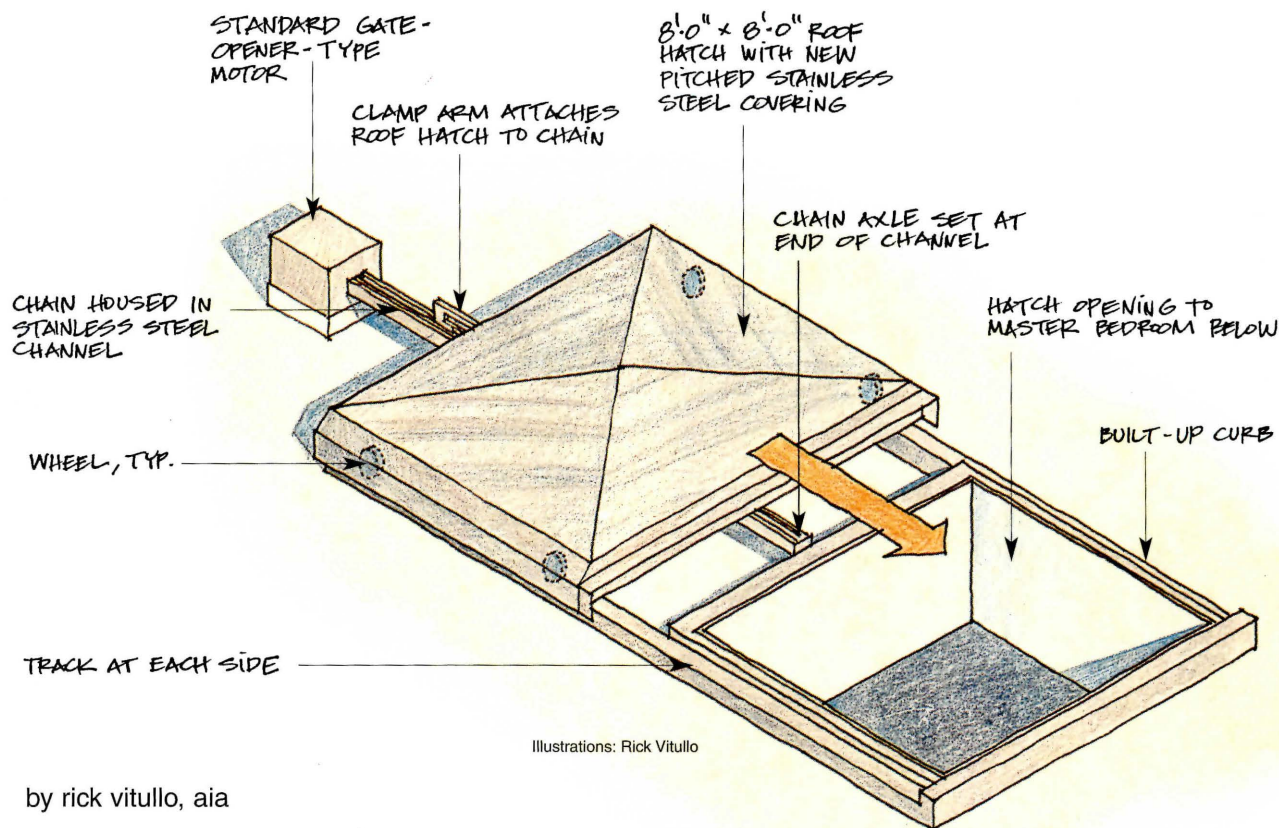 STANDARD GATE-
OPENER-TYPE
MOTOR
8'-0" x 8'-0" ROOF
HATCH WITH NEW
PITCHED STAINLESS
STEEL COVERING
CLAMP ARM ATTACHES
ROOF HATCH TO CHAIN
CHAIN AXLE SET AT
END OF CHANNEL
CHAIN HOUSED IN
STAINLESS STEEL
CHANNEL
HATCH OPENING TO
MASTER BEDROOM BELOW
BUILT-UP CURB
WHEEL, TYP.
TRACK AT EACH SIDE
Illustrations: Rick Vitullo
by rick vitullo, aia